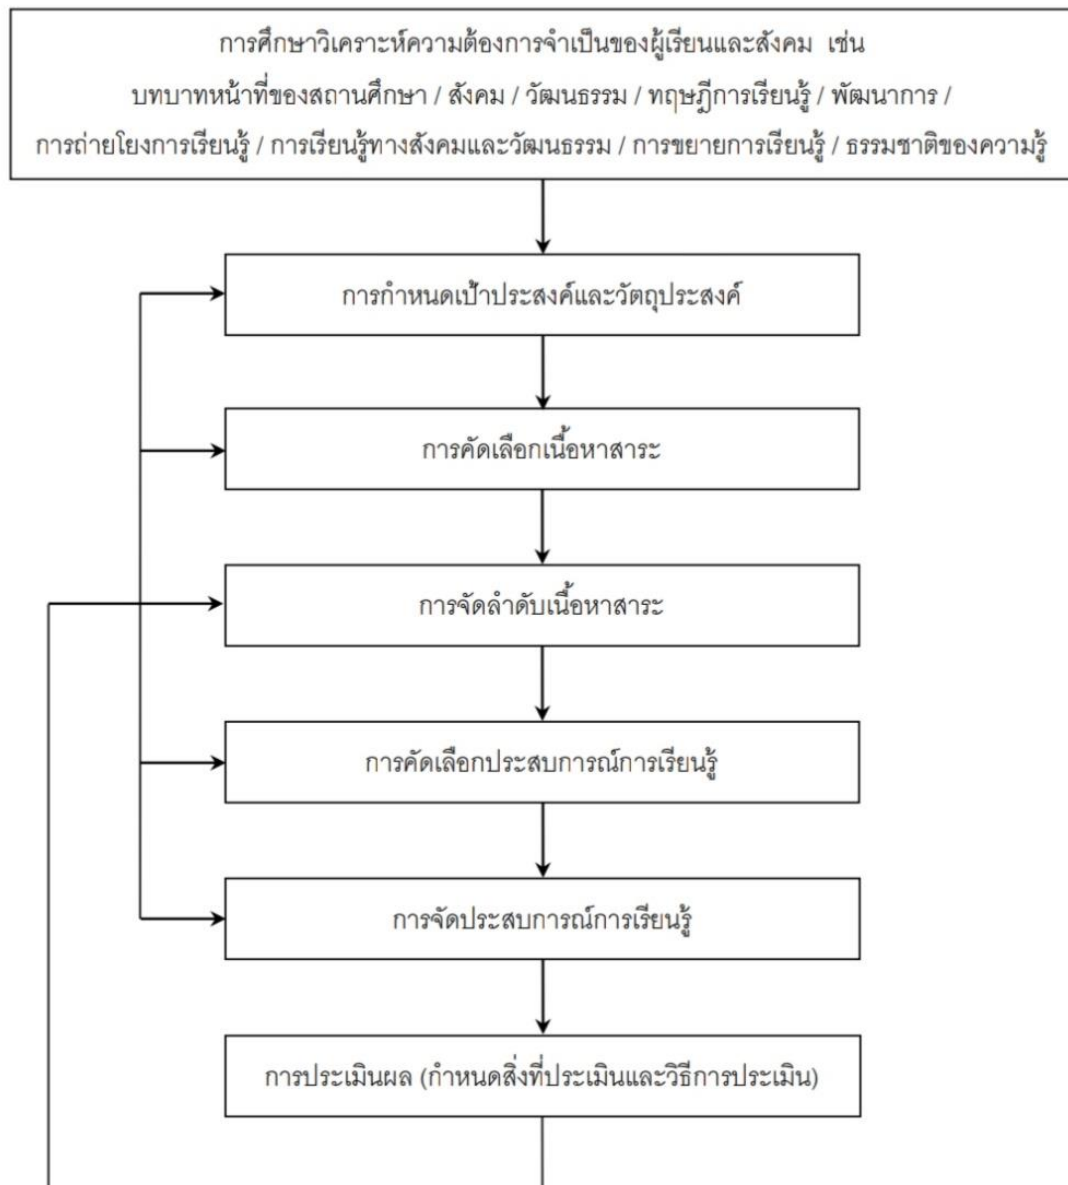 การศึกษาวิเคราะห์ความต้องการจำเป็นของผู้เรียนและสังคม เช่น
บทบาทหน้าที่ของสถานศึกษา / สังคม / วัฒนธรรม / ทฤษฎีการเรียนรู้ / พัฒนาการ /
การถ่ายโยงการเรียนรู้ / การเรียนรู้ทางสังคมและวัฒนธรรม / การขยายการเรียนรู้ / ธรรมชาติของความรู้
การกำหนดเป้าประสงค์และวัตถุประสงค์
การคัดเลือกเนื้อหาสาระ
การจัดลำดับเนื้อหาสาระ
การคัดเลือกประสบการณ์การเรียนรู้
การจัดประสบการณ์การเรียนรู้
การประเมินผล (กำหนดสิ่งที่ประเมินและวิธีการประเมิน)